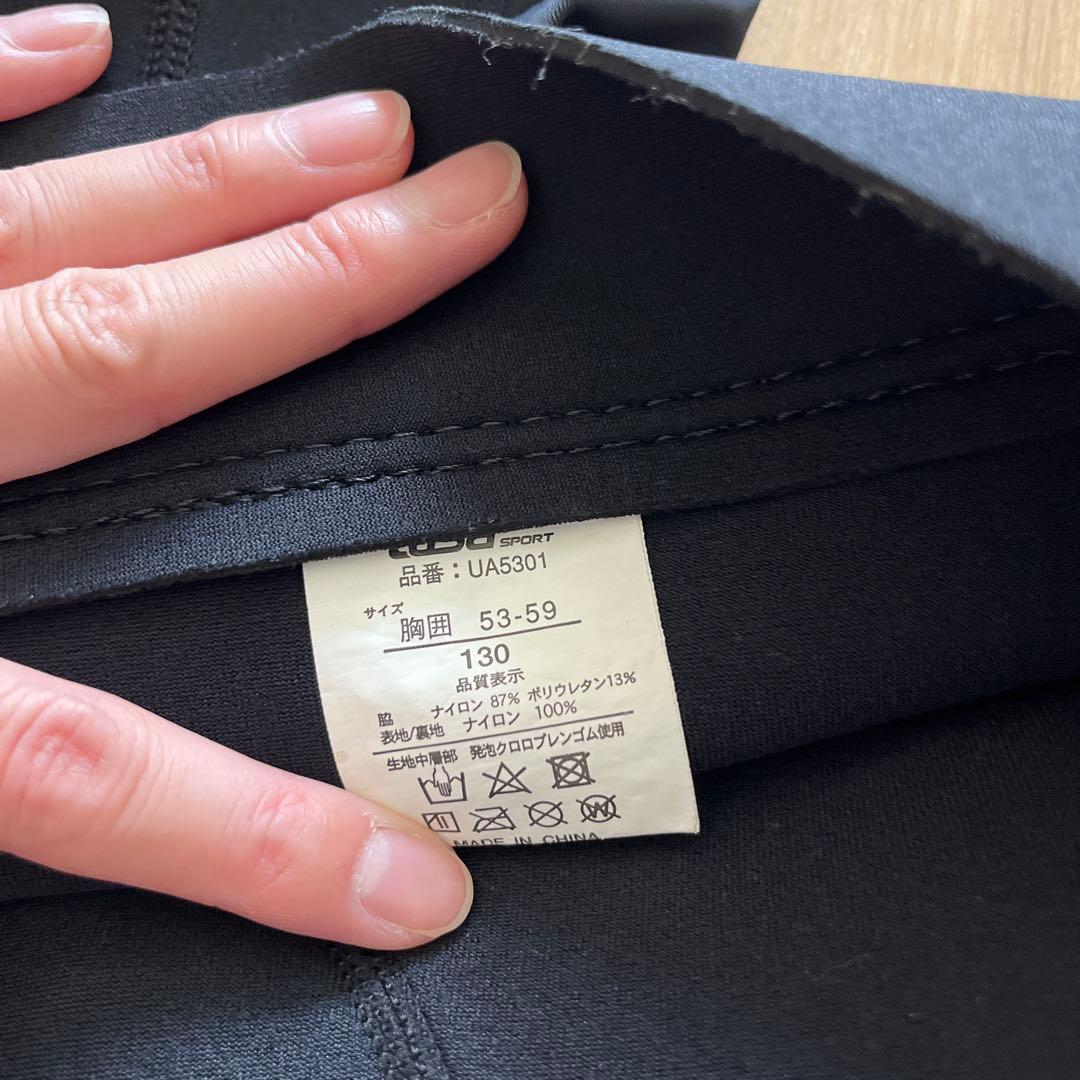 SPORT
品番：UA5301
サイズ
胸囲 53-59
130
品質表示
脇 ナイロン 87% ポリウレタン13%
表地/裏地 ナイロン 100%
生地中層部 発泡クロロプレンゴム使用
MADE IN CHINA